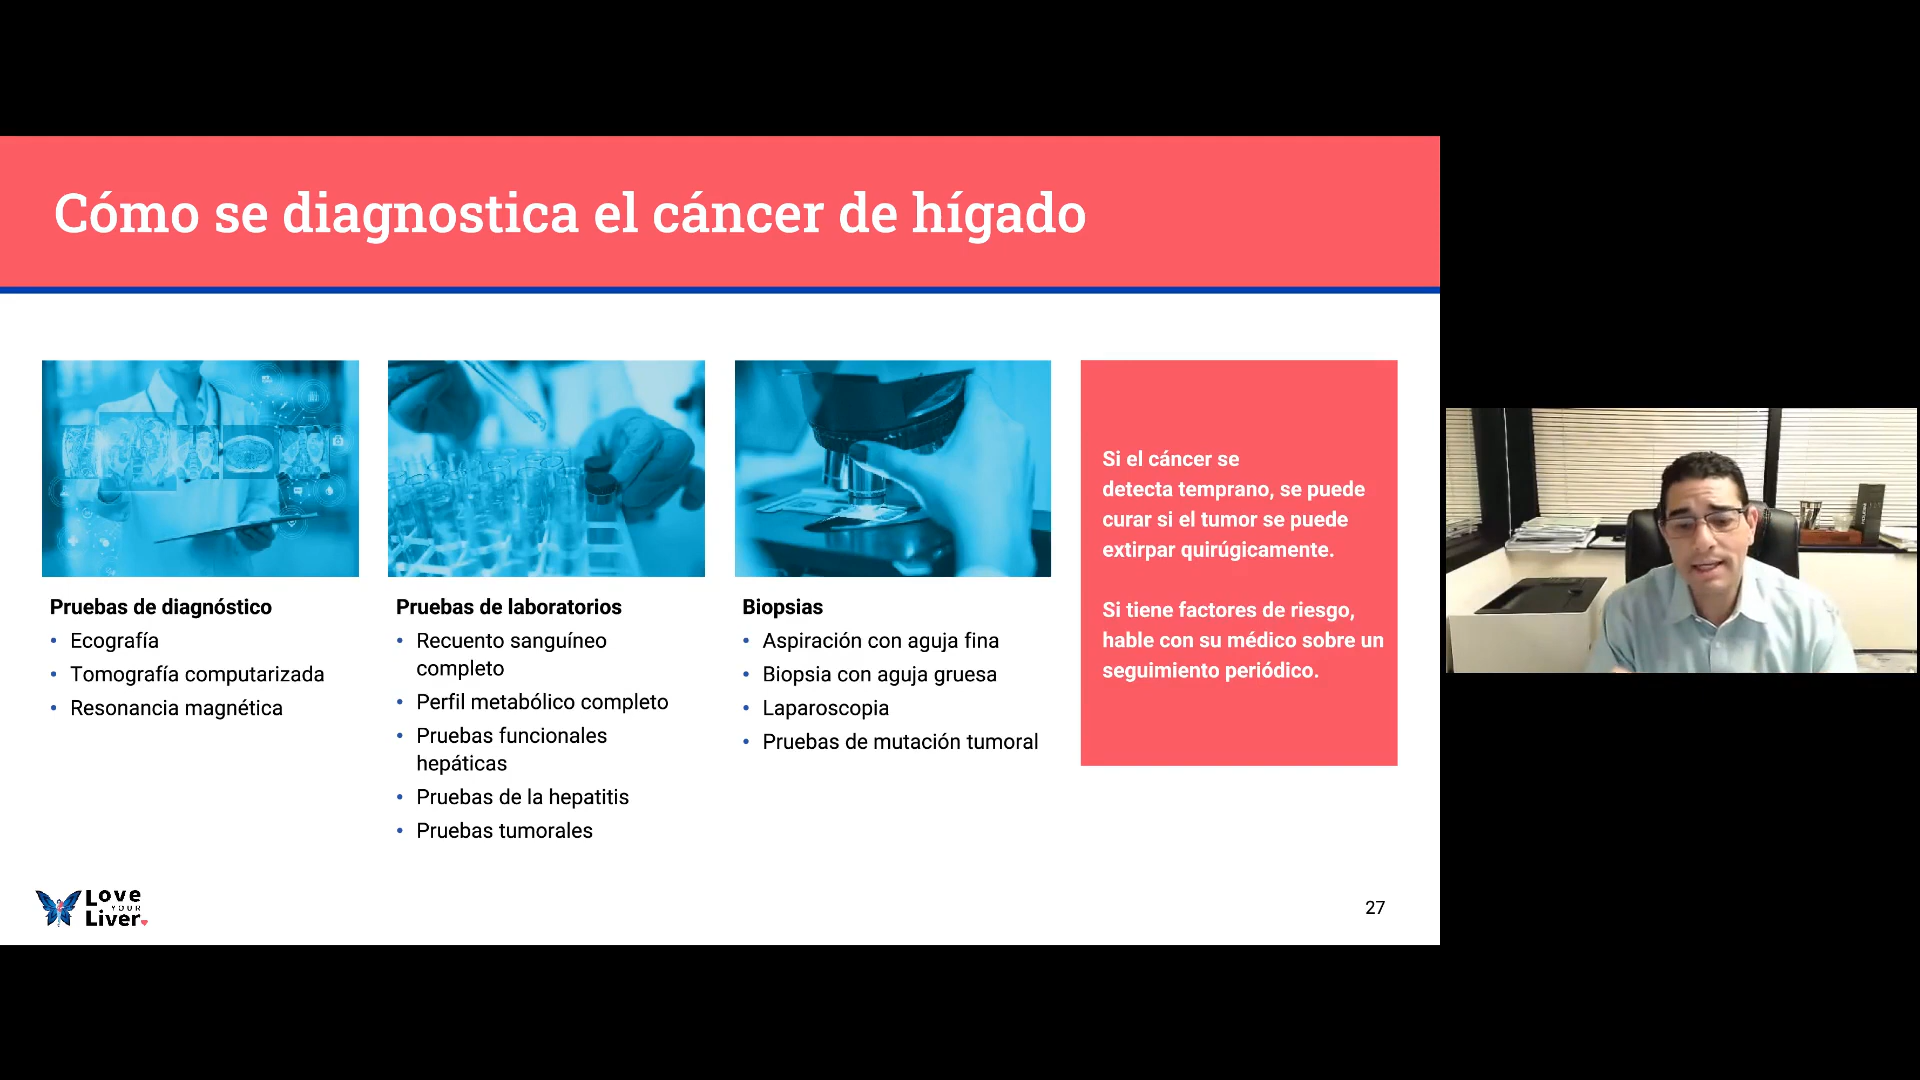 Cómo se diagnostica el cáncer de hígado
Pruebas de diagnóstico
• Ecografía
• Tomografía computarizada
• Resonancia magnética
Pruebas de laboratorios
• Recuento sanguíneo
completo
• Perfil metabólico completo
• Pruebas funcionales
hepáticas
• Pruebas de la hepatitis
• Pruebas tumorales
Biopsias
• Aspiración con aguja fina
• Biopsia con aguja gruesa
• Laparoscopia
• Pruebas de mutación tumoral
Si el cáncer se
detecta temprano, se puede
curar si el tumor se puede
extirpar quirúgicamente.
Si tiene factores de riesgo,
hable con su médico sobre un
seguimiento periódico.
Love
YOUR
Liver
27